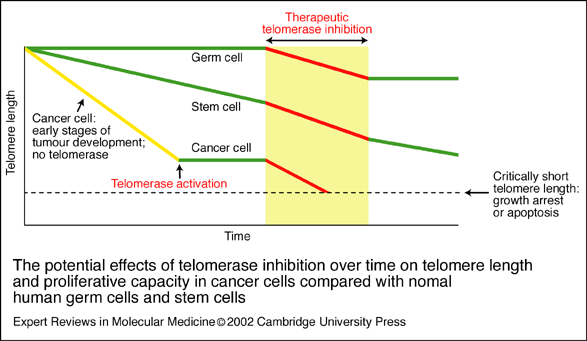 Therapeutic
telomerase inhibition
Germ cell
Telomere length
Stem cell
Cancer cell:
early stages of
tumour development;
no telomerase
Cancer cell
Telomerase activation
Critically short
telomere length:
growth arrest
or apoptosis
Time
The potential effects of telomerase inhibition over time on telomere length
and proliferative capacity in cancer cells compared with nomal
human germ cells and stem cells
Expert Reviews in Molecular Medicine © 2002 Cambridge University Press